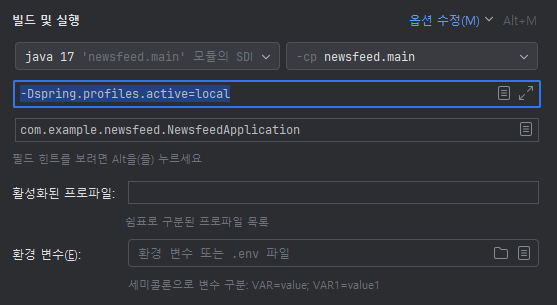 빌드 및 실행 옵션 수정(M) Alt+M
java 17 'newsfeed.main' 모듈의 SD -cp newsfeed.main
-Dspring.profiles.active=local
com.example.newsfeed.NewsfeedApplication
필드 힌트를 보려면 Alt을(를) 누르세요
활성화된 프로파일:
쉼표로 구분된 프로파일 목록
환경 변수(E): 환경 변수 또는 .env 파일
세미콜론으로 변수 구분: VAR=value; VAR1=value1